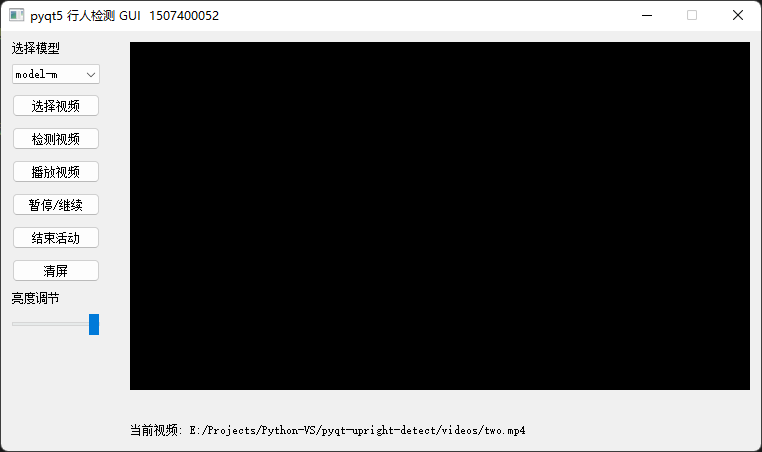 pyqt5 行人检测 GUI  1507400052
选择模型
model-m
选择视频
检测视频
播放视频
暂停/继续
结束活动
清屏
亮度调节
当前视频: E:/Projects/Python-VS/pyqt-upright-detect/videos/two.mp4